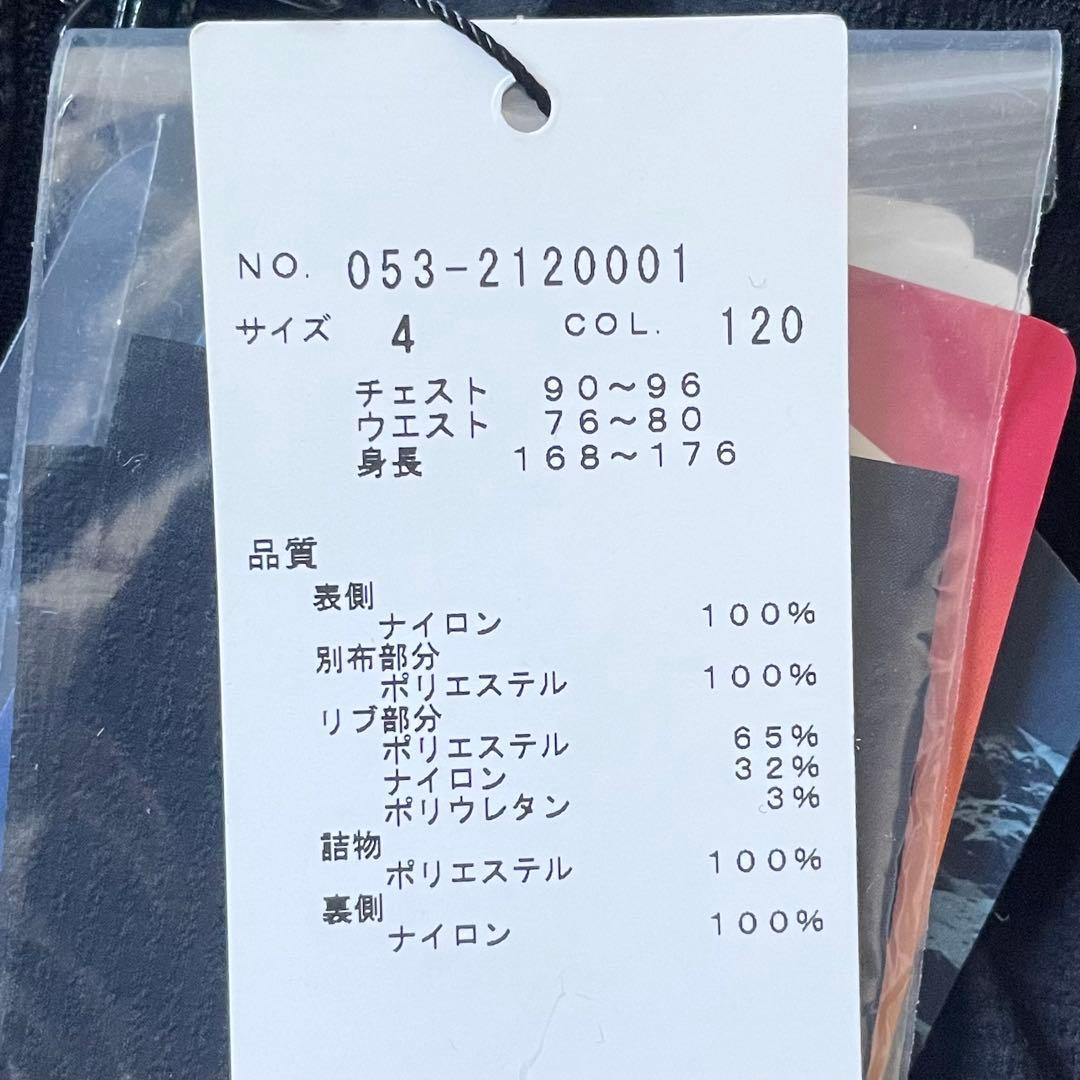 NO. 053-2120001
サイズ 4 COL. 120
チェスト 90～96
ウエスト 76～80
身長 168～176
品質
表側
ナイロン 100%
別布部分
ポリエステル 100%
リブ部分
ポリエステル 65%
ナイロン 32%
ポリウレタン 3%
詰物
ポリエステル 100%
裏側
ナイロン 100%